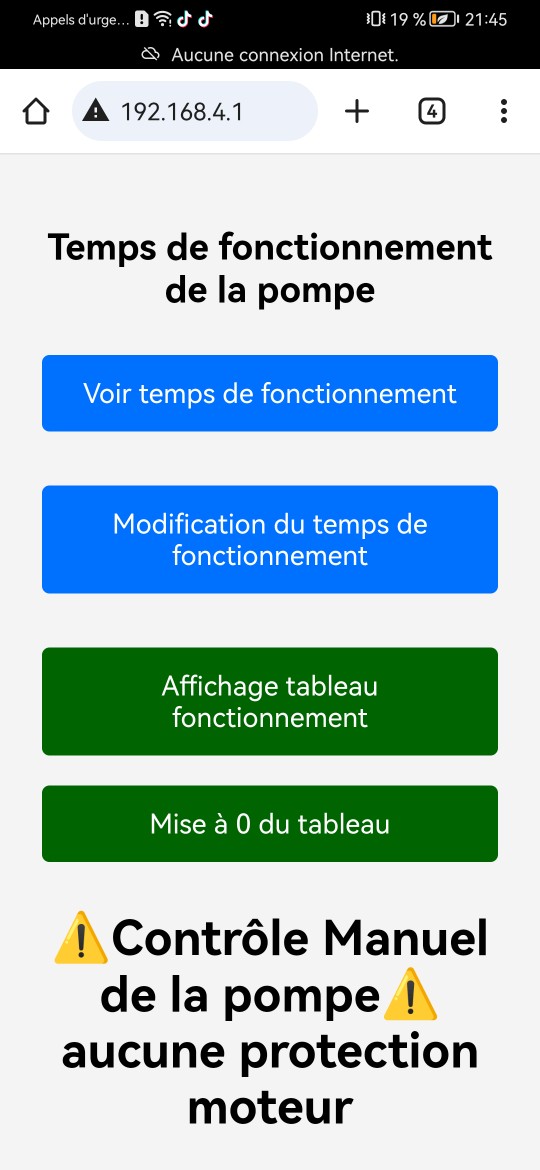 Appels d'urge... 19 % 21:45
Aucune connexion Internet.
192.168.4.1 4
Temps de fonctionnement
de la pompe
Voir temps de fonctionnement
Modification du temps de
fonctionnement
Affichage tableau
fonctionnement
Mise à 0 du tableau
⚠️Contrôle Manuel
de la pompe⚠️
aucune protection
moteur